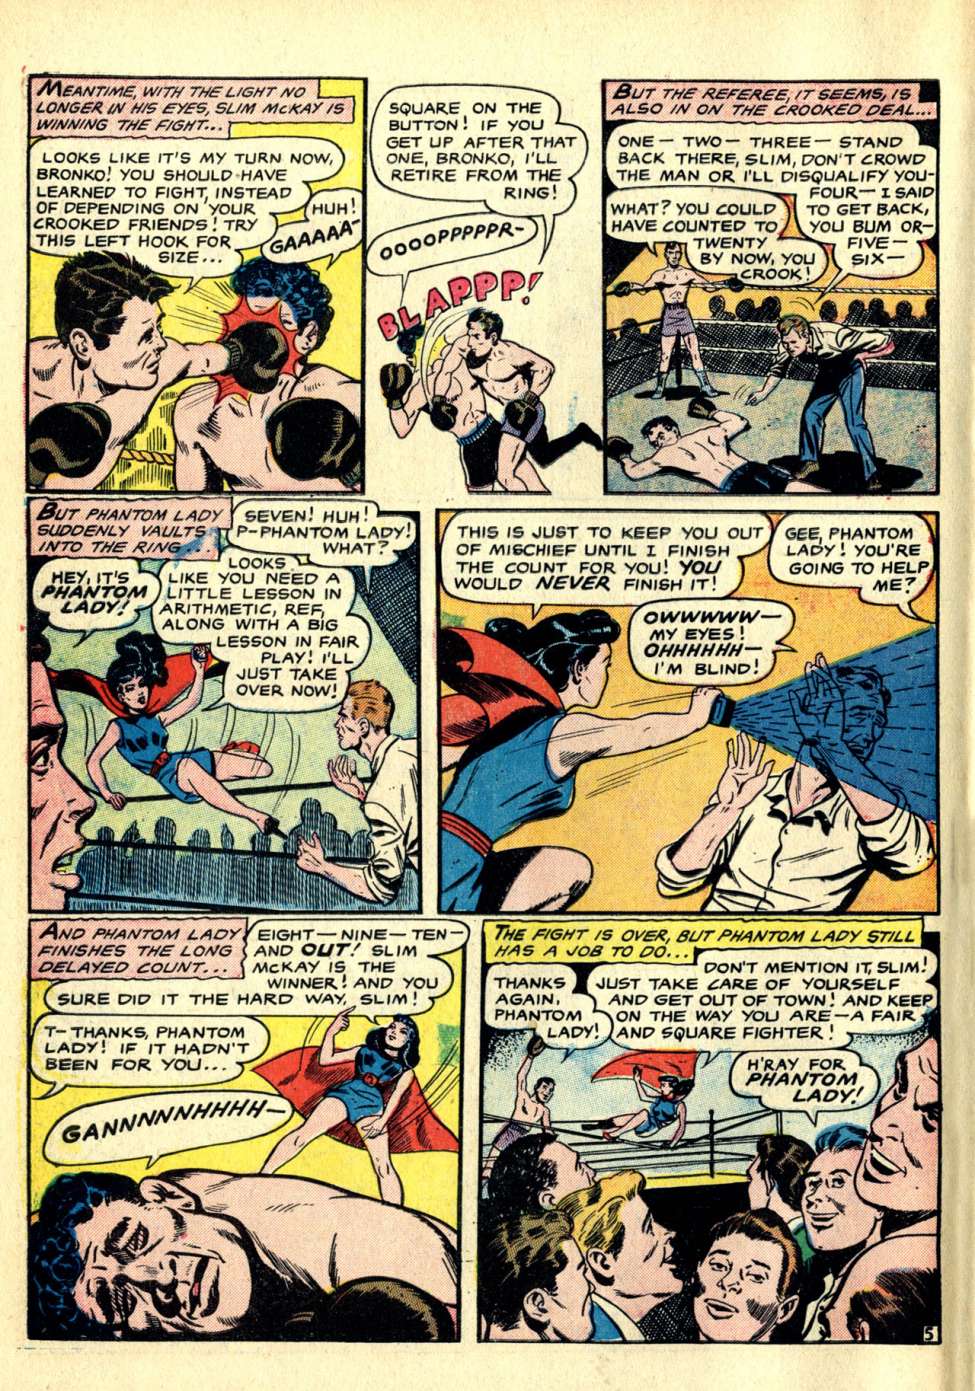 MEANTIME, WITH THE LIGHT NO
LONGER IN HIS EYES, SLIM McKAY IS
WINNING THE FIGHT...
LOOKS LIKE IT'S MY TURN NOW,
BRONKO! YOU SHOULD HAVE
LEARNED TO FIGHT, INSTEAD
OF DEPENDING ON YOUR
CROOKED FRIENDS! TRY
THIS LEFT HOOK FOR
SIZE...
HUH!
GAAAAA-
SQUARE ON THE
BUTTON! IF YOU
GET UP AFTER THAT
ONE, BRONKO, I'LL
RETIRE FROM THE
RING!
OOOOPPPPPR-
BLAPPP!
BUT THE REFEREE, IT SEEMS, IS
ALSO IN ON THE CROOKED DEAL...
ONE- TWO- THREE- STAND
BACK THERE, SLIM, DON'T CROWD
THE MAN OR I'LL DISQUALIFY YOU-
FOUR- I SAID
TO GET BACK,
YOU BUM OR-
FIVE-
SIX-
WHAT? YOU COULD
HAVE COUNTED TO
TWENTY
BY NOW, YOU
CROOK!
BUT PHANTOM LADY
SUDDENLY VAULTS
INTO THE RING...
HEY, IT'S
PHANTOM
LADY!
SEVEN! HUH!
P-PHANTOM LADY!
WHAT?
LOOKS
LIKE YOU NEED A
LITTLE LESSON IN
ARITHMETIC, REF,
ALONG WITH A BIG
LESSON IN FAIR
PLAY! I'LL
JUST TAKE
OVER NOW!
THIS IS JUST TO KEEP YOU OUT
OF MISCHIEF UNTIL I FINISH
THE COUNT FOR YOU! YOU
WOULD NEVER FINISH IT!
GEE, PHANTOM
LADY! YOU'RE
GOING TO HELP
ME?
OWWWWW-
MY EYES!
OHHHHHH-
I'M BLIND!
AND PHANTOM LADY
FINISHES THE LONG
DELAYED COUNT...
EIGHT- NINE- TEN-
AND OUT! SLIM
McKAY IS THE
WINNER! AND YOU
SURE DID IT THE HARD WAY, SLIM!
T- THANKS, PHANTOM
LADY! IF IT HADN'T
BEEN FOR YOU...
GANNNNNHHHH-
THE FIGHT IS OVER, BUT PHANTOM LADY STILL
HAS A JOB TO DO...
THANKS
AGAIN,
PHANTOM
LADY!
DON'T MENTION IT, SLIM!
JUST TAKE CARE OF YOURSELF
AND GET OUT OF TOWN! AND KEEP
ON THE WAY YOU ARE- A FAIR
AND SQUARE FIGHTER!
H'RAY FOR
PHANTOM
LADY!
5